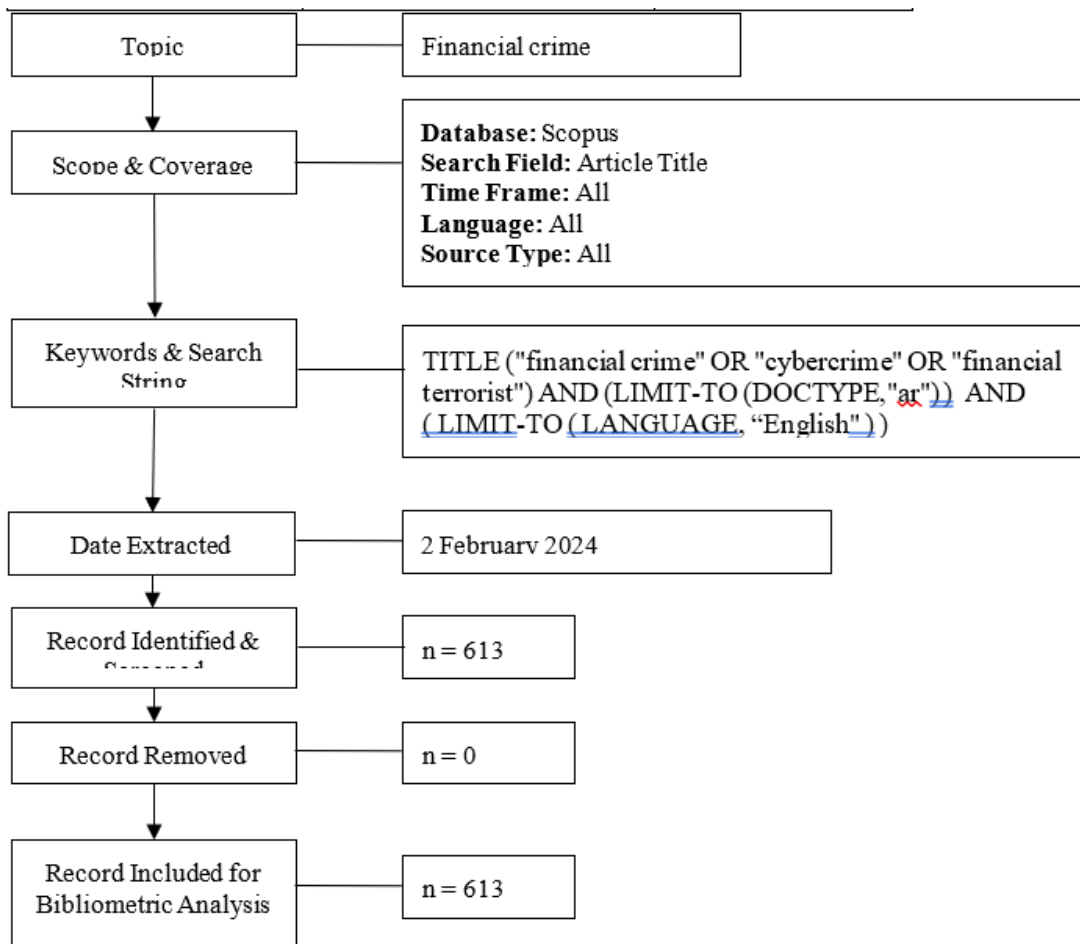 Topic
Financial crime
Scope & Coverage
Database: Scopus
Search Field: Article Title
Time Frame: All
Language: All
Source Type: All
Keywords & Search
String
TITLE ("financial crime" OR "cybercrime" OR "financial
terrorist") AND (LIMIT-TO (DOCTYPE,"ar")) AND
( LIMIT-TO ( LANGUAGE, “English" ) )
Date Extracted
2 February 2024
Record Identified &
n = 613
Record Removed
n = 0
Record Included for
Bibliometric Analysis
n = 613